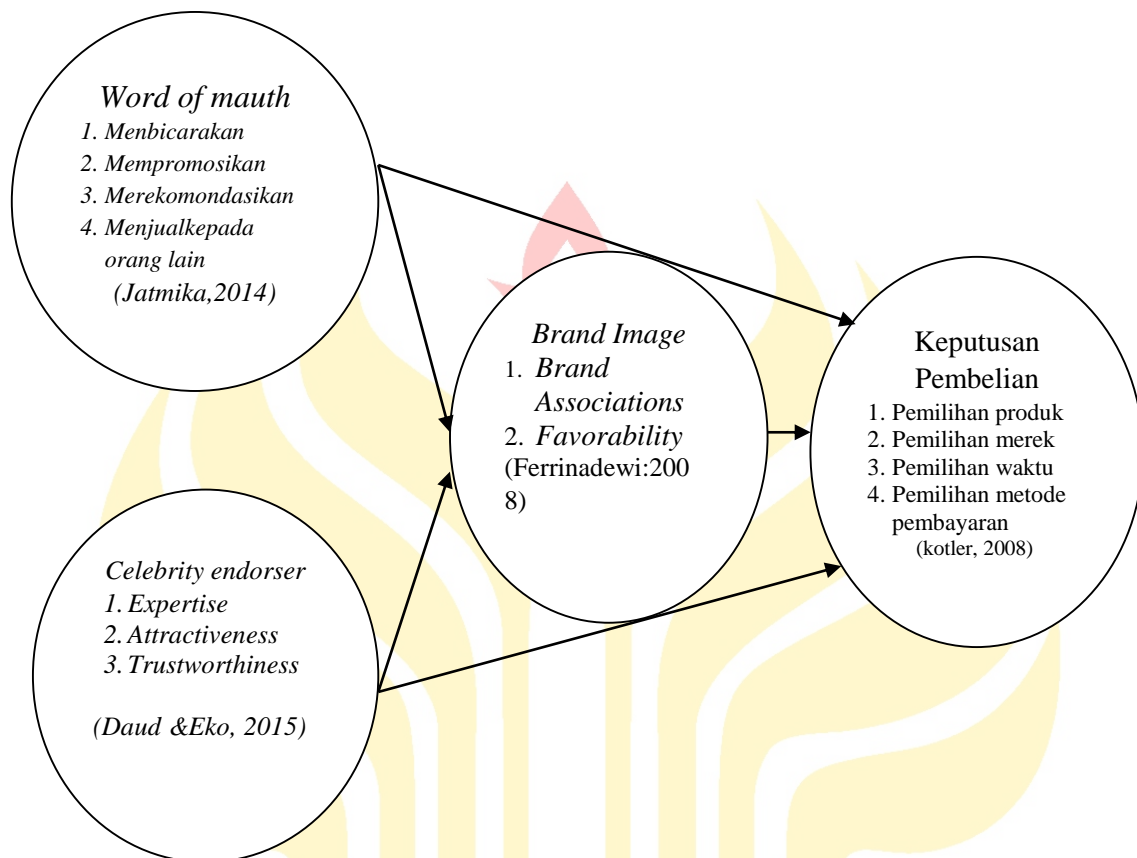 Word of mauth
1. Menbicarakan
2. Mempromosikan
3. Merekomondasikan
4. Menjualkepada
orang lain
(Jatmika,2014)
Brand Image
1. Brand
Associations
2. Favorability
(Ferrinadewi:200
8)
Keputusan
Pembelian
1. Pemilihan produk
2. Pemilihan merek
3. Pemilihan waktu
4. Pemilihan metode
pembayaran
(kotler, 2008)
Celebrity endorser
1. Expertise
2. Attractiveness
3. Trustworthiness
(Daud &Eko, 2015)